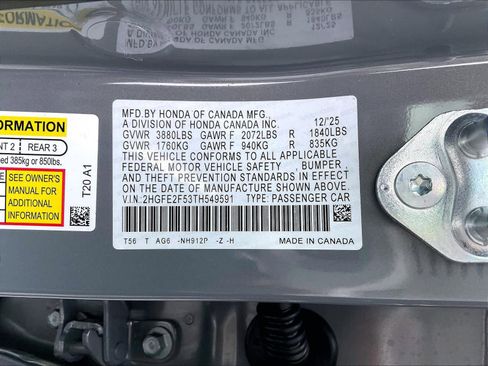 MFD.BY HONDA OF CANADA MFG.,
A DIVISION OF HONDA CANADA INC. 12/'25
GVWR 3880LBS GAWR F 2072LBS R 1840LBS
GVWR 1760KG GAWR F 940KG R 835KG
THIS VEHICLE CONFORMS TO ALL APPLICABLE
FEDERAL MOTOR VEHICLE SAFETY , BUMPER ,
AND THEFT PREVENTION STANDARDS IN EFFECT
ON THE DATE OF MANUFACTURE SHOWN ABOVE.
V.I.N: 2HGFE2F53TH549591 TYPE: PASSENGER CAR
T56 T AG6 -NH912P -Z -H
MADE IN CANADA
ORMATION
NT 2 REAR 3
ed 385kg or 850lbs.
SEE OWNER'S
MANUAL FOR
ADDITIONAL
INFORMATION
T20 A1